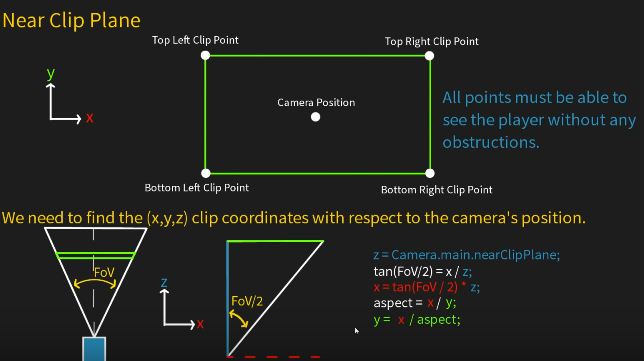 Near Clip Plane
Top Left Clip Point
Top Right Clip Point
y
x
Camera Position
All points must be able to
see the player without any
obstructions.
Bottom Left Clip Point
Bottom Right Clip Point
We need to find the (x,y,z) clip coordinates with respect to the camera's position.
FoV
z
x
FoV/2
z = Camera.main.nearClipPlane;
tan(FoV/2) = x / z;
x = tan(FoV / 2) * z;
aspect = x / y;
y = x / aspect;